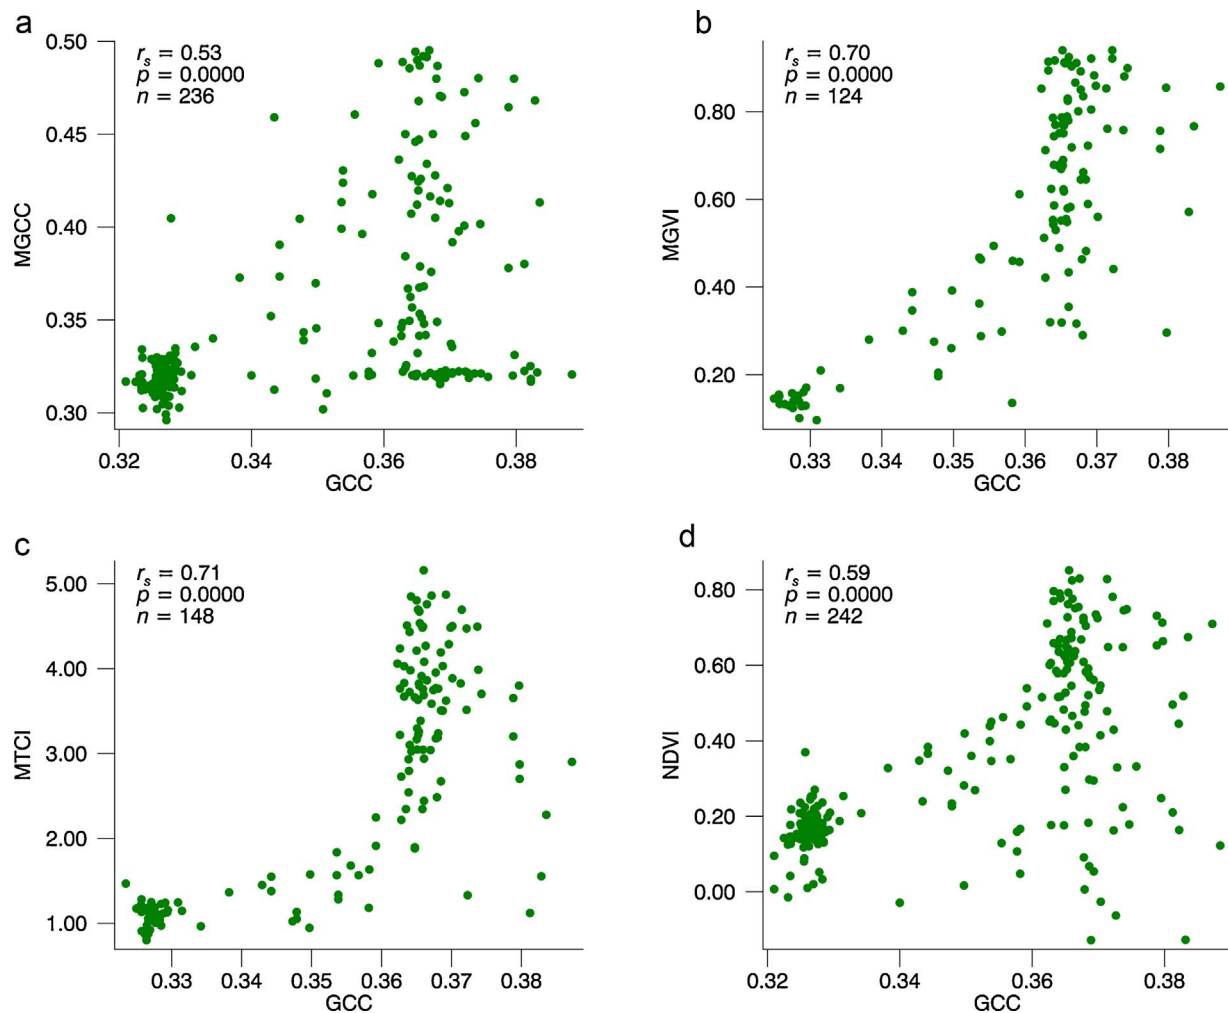 a
r_s = 0.53
p = 0.0000
n = 236
0.50
0.45
0.40
0.35
0.30
MGCC
0.32 0.34 0.36 0.38
GCC
b
r_s = 0.70
p = 0.0000
n = 124
0.80
0.60
0.40
0.20
MGVI
0.33 0.34 0.35 0.36 0.37 0.38
GCC
c
r_s = 0.71
p = 0.0000
n = 148
5.00
4.00
3.00
2.00
1.00
MTCI
0.33 0.34 0.35 0.36 0.37 0.38
GCC
d
r_s = 0.59
p = 0.0000
n = 242
0.80
0.60
0.40
0.20
0.00
NDVI
0.32 0.34 0.36 0.38
GCC